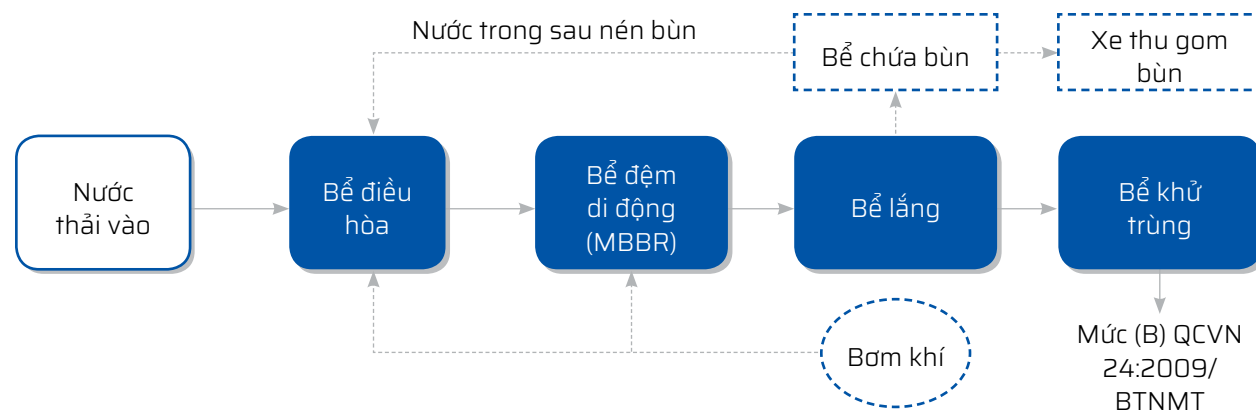 Nước trong sau nén bùn
Bể chứa bùn
Xe thu gom
bùn
Nước
thải vào
Bể điều
hòa
Bể đệm
di động
(MBBR)
Bể lắng
Bể khử
trùng
Bơm khí
Mức (B) QCVN
24:2009/
BTNMT